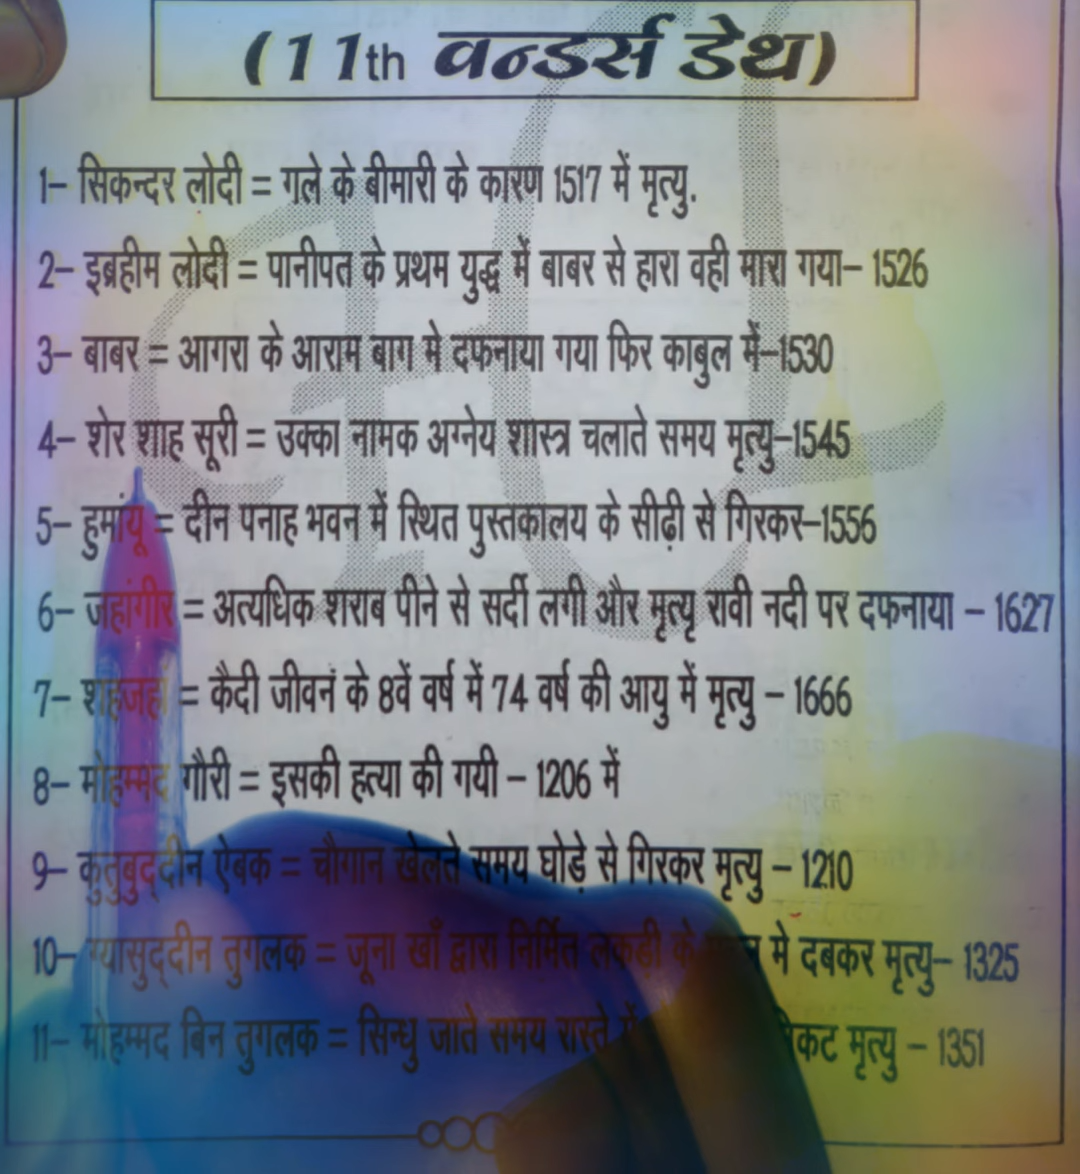 (11th वन्डर्स डेथ)
1– सिकन्दर लोदी = गले के बीमारी के कारण 1517 में मृत्यु.
2– इब्रहीम लोदी = पानीपत के प्रथम युद्ध में बाबर से हारा वही मारा गया– 1526
3– बाबर = आगरा के आराम बाग मे दफनाया गया फिर काबुल में–1530
4– शेर शाह सूरी = उक्का नामक अग्नेय शास्त्र चलाते समय मृत्यु–1545
5– हुमांयू = दीन पनाह भवन में स्थित पुस्तकालय के सीढ़ी से गिरकर–1556
6– जहांगीर = अत्यधिक शराब पीने से सर्दी लगी और मृत्यृ रावी नदी पर दफनाया – 1627
7– शाहजहाँ = कैदी जीवनं के 8वें वर्ष में 74 वर्ष की आयु में मृत्यु – 1666
8– मोहम्मद गौरी = इसकी हत्या की गयी – 1206 में
9– कुतुबुद्दीन ऐबक = चौगान खेलते समय घोड़े से गिरकर मृत्यु – 1210
10– ग्यासुद्दीन तुगलक = जूना खाँ द्वारा निर्मित लकड़ी के मे दबकर मृत्यु– 1325
11– मोहम्मद बिन तुगलक = सिन्धु जाते समय रास्ते में मृत्यु – 1351